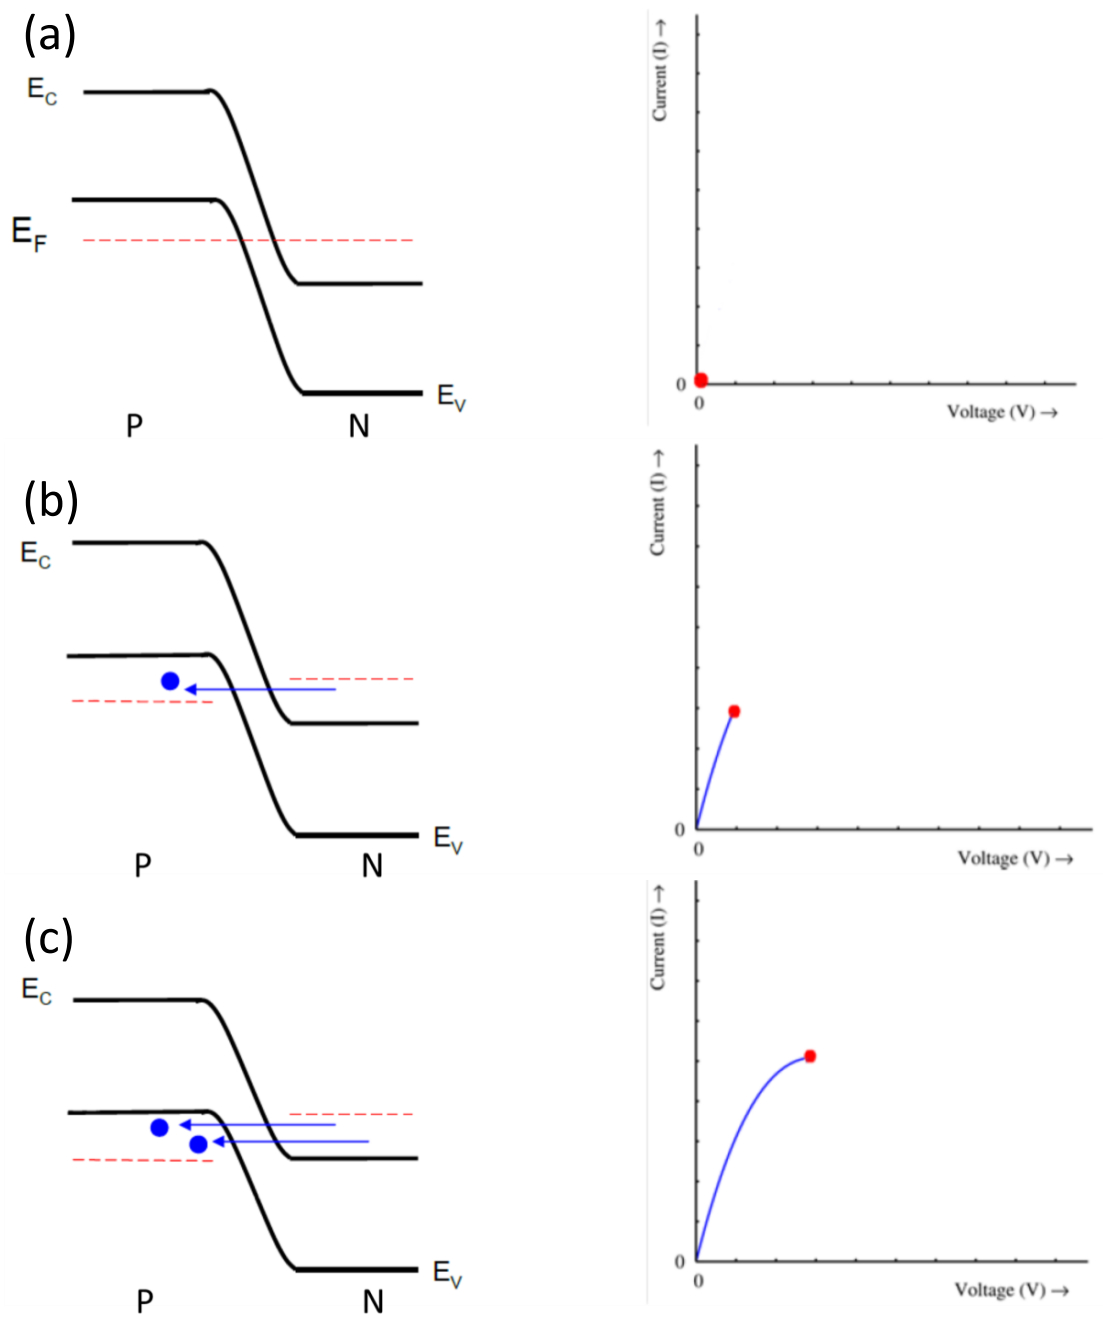 (a)
E_C
E_F
E_V
P N
Current (I) →
0
0
Voltage (V) →
(b)
E_C
E_V
P N
Current (I) →
0
0
Voltage (V) →
(c)
E_C
E_V
P N
Current (I) →
0
0
Voltage (V) →